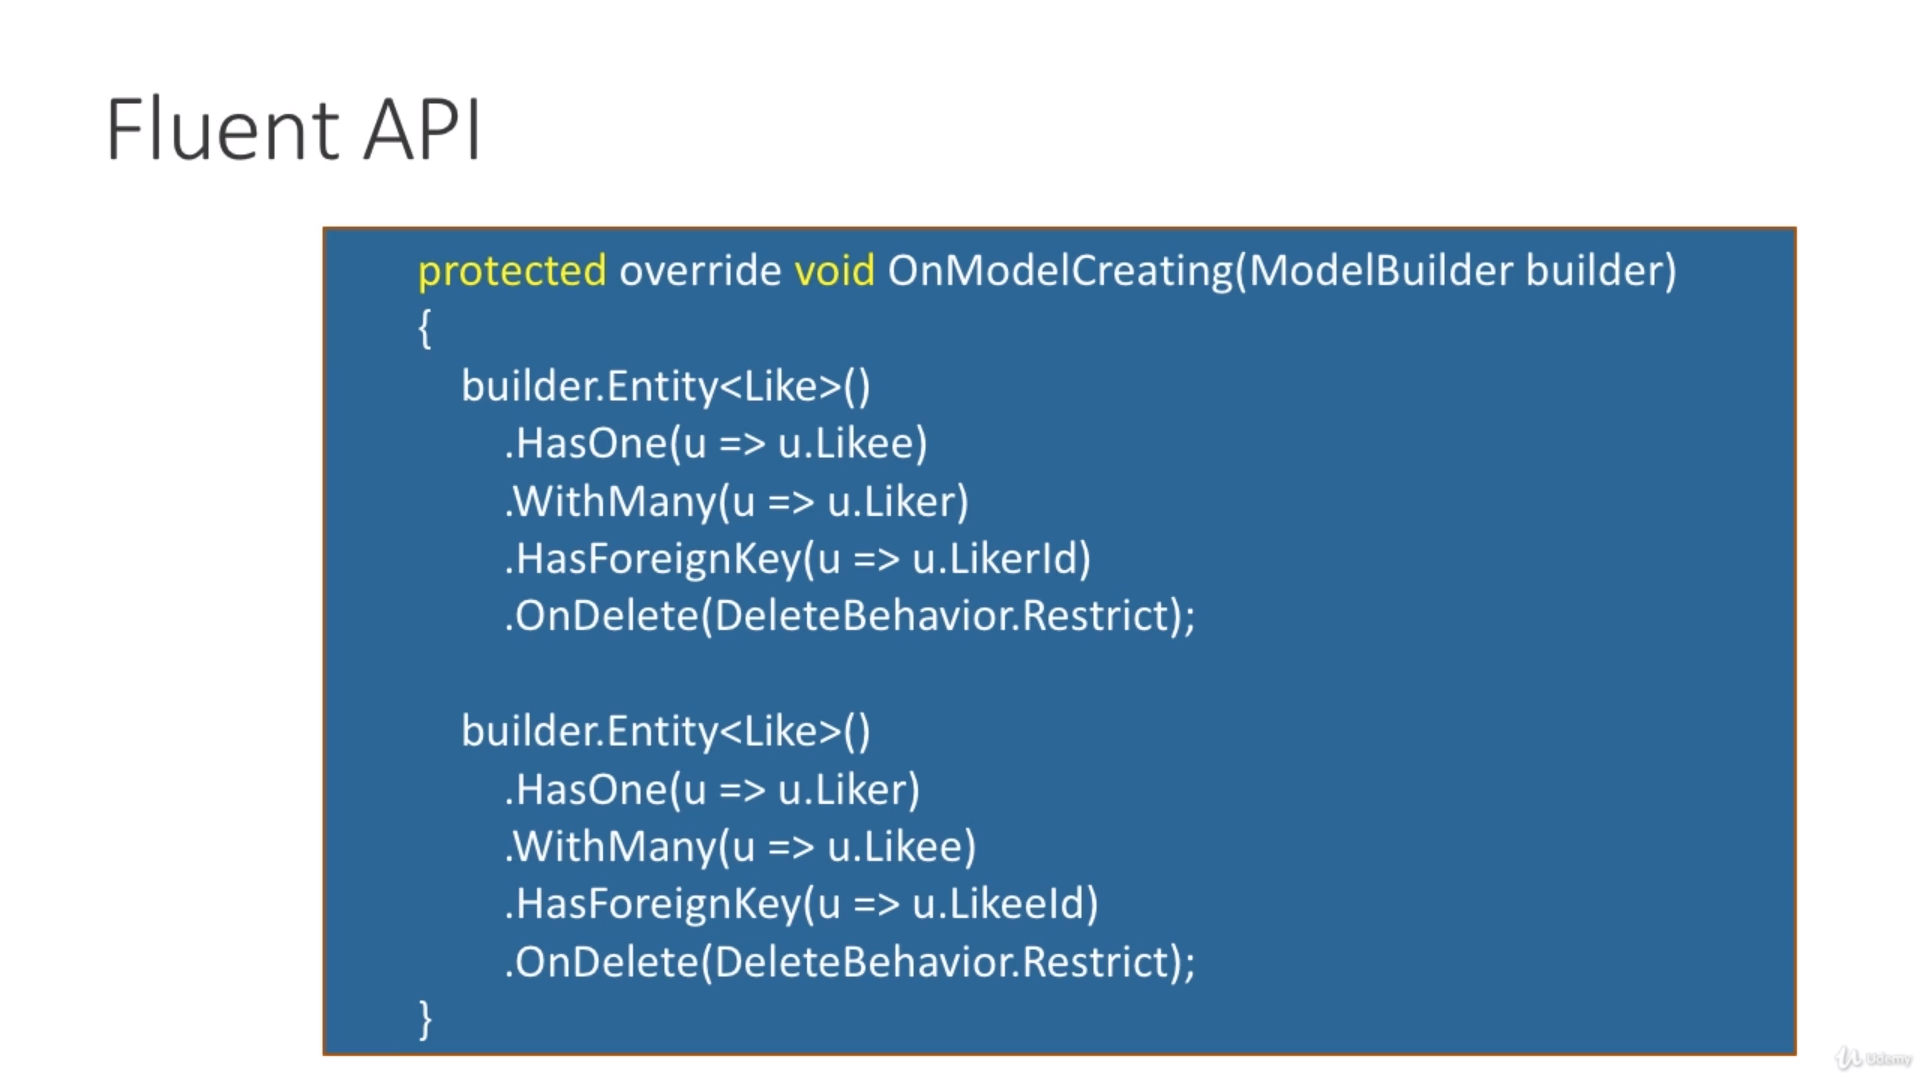 Fluent API
protected override void OnModelCreating(ModelBuilder builder)
{
builder.Entity<Like>()
.HasOne(u => u.Likee)
.WithMany(u => u.Liker)
.HasForeignKey(u => u.LikerId)
.OnDelete(DeleteBehavior.Restrict);
builder.Entity<Like>()
.HasOne(u => u.Liker)
.WithMany(u => u.Likee)
.HasForeignKey(u => u.LikeeId)
.OnDelete(DeleteBehavior.Restrict);
}
Udemy